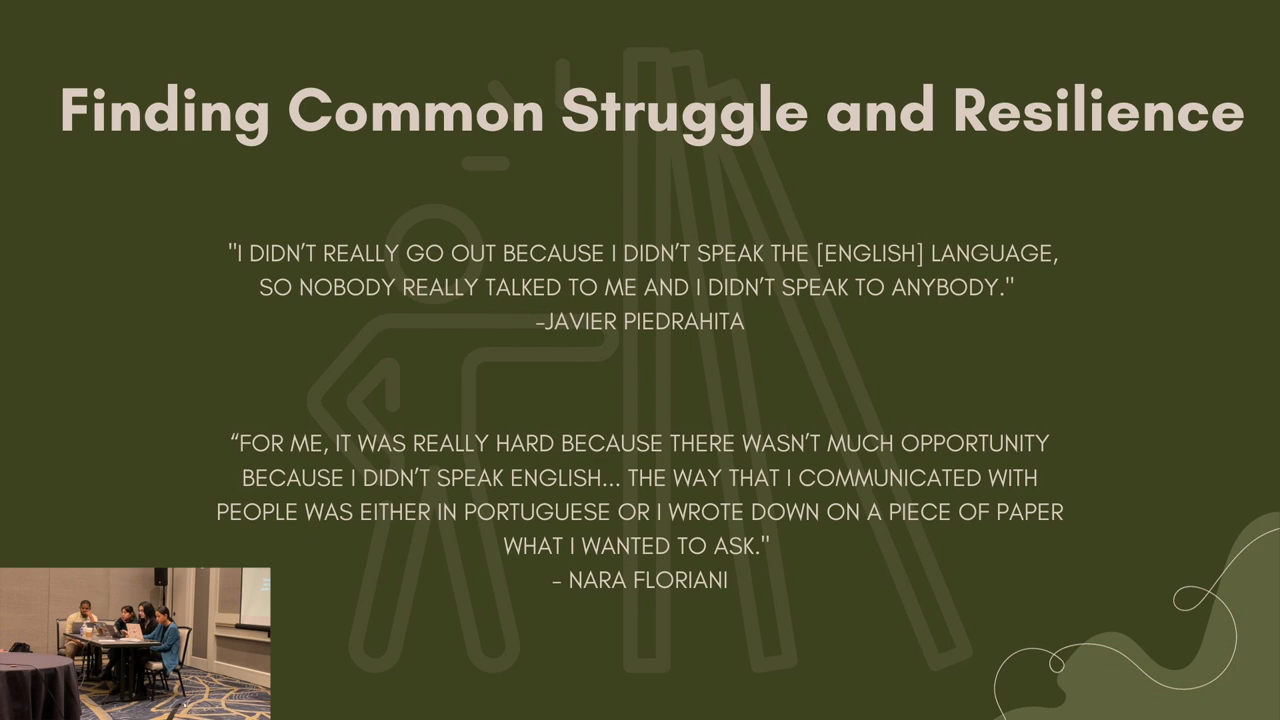 Finding Common Struggle and Resilience
"I DIDN'T REALLY GO OUT BECAUSE I DIDN'T SPEAK THE [ENGLISH] LANGUAGE,
SO NOBODY REALLY TALKED TO ME AND I DIDN'T SPEAK TO ANYBODY."
-JAVIER PIEDRAHITA
“FOR ME, IT WAS REALLY HARD BECAUSE THERE WASN'T MUCH OPPORTUNITY
BECAUSE I DIDN'T SPEAK ENGLISH... THE WAY THAT I COMMUNICATED WITH
PEOPLE WAS EITHER IN PORTUGUESE OR I WROTE DOWN ON A PIECE OF PAPER
WHAT I WANTED TO ASK."
- NARA FLORIANI